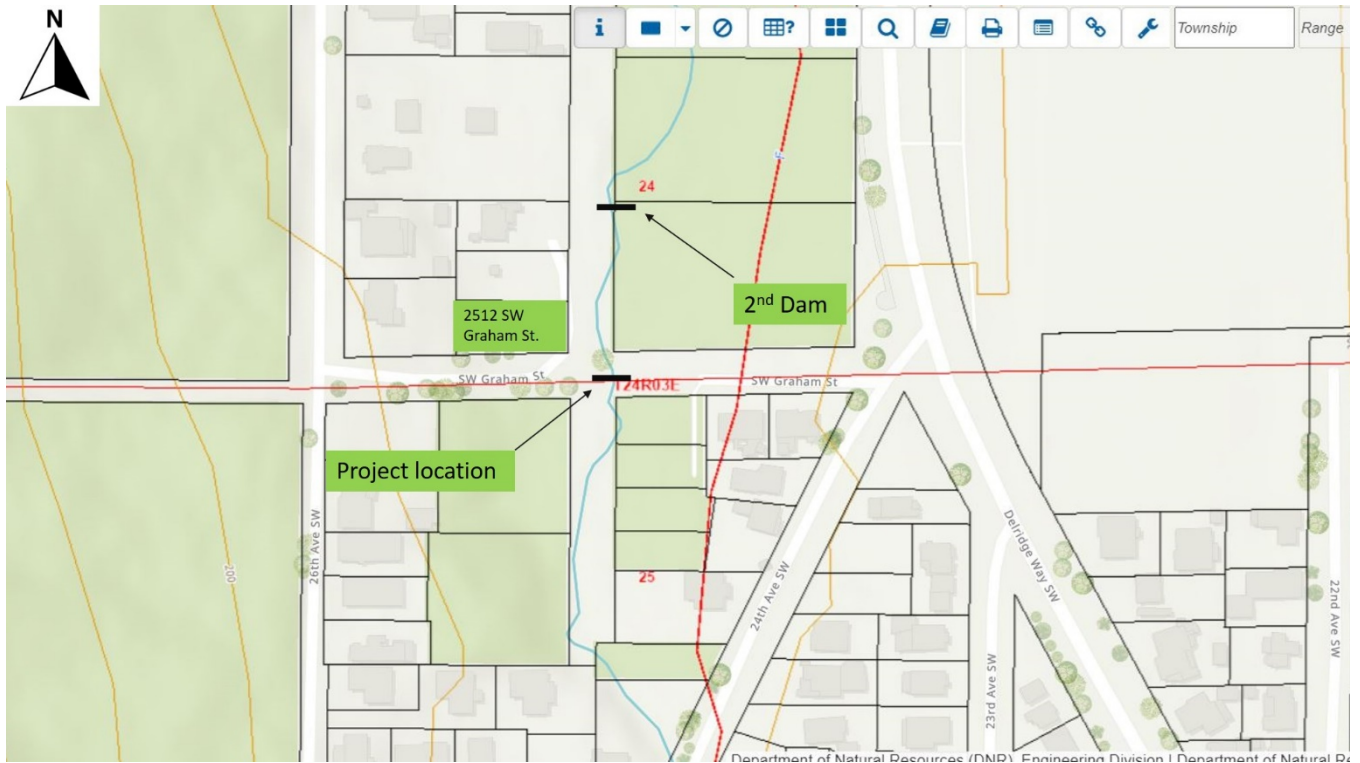 N
i
?
Township
Range
F
24
2nd Dam
2512 SW
Graham St.
SW Graham St
T24R03E
SW Graham St
Project location
200
26th Ave SW
25
24th Ave SW
Delridge Way SW
23rd Ave SW
22nd Ave SW
Department of Natural Resources (DNR), Engineering Division | Department of Natural Re